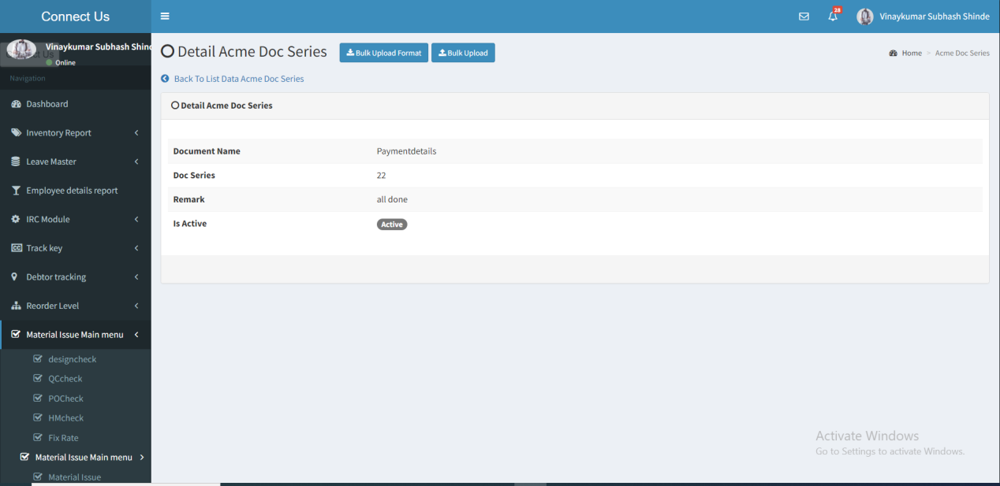 Connect Us
28
Vinaykumar Subhash Shinde
Vinaykumar Subhash Shind
Online
Navigation
Dashboard
Inventory Report
Leave Master
Employee details report
IRC Module
Track key
Debtor tracking
Reorder Level
Material Issue Main menu
designcheck
QCcheck
POCheck
HMcheck
Fix Rate
Material Issue Main menu
Material Issue
Detail Acme Doc Series
Bulk Upload Format
Bulk Upload
Home > Acme Doc Series
Back To List Data Acme Doc Series
Detail Acme Doc Series
Document Name Paymentdetails
Doc Series 22
Remark all done
Is Active Active
Activate Windows
Go to Settings to activate Windows.